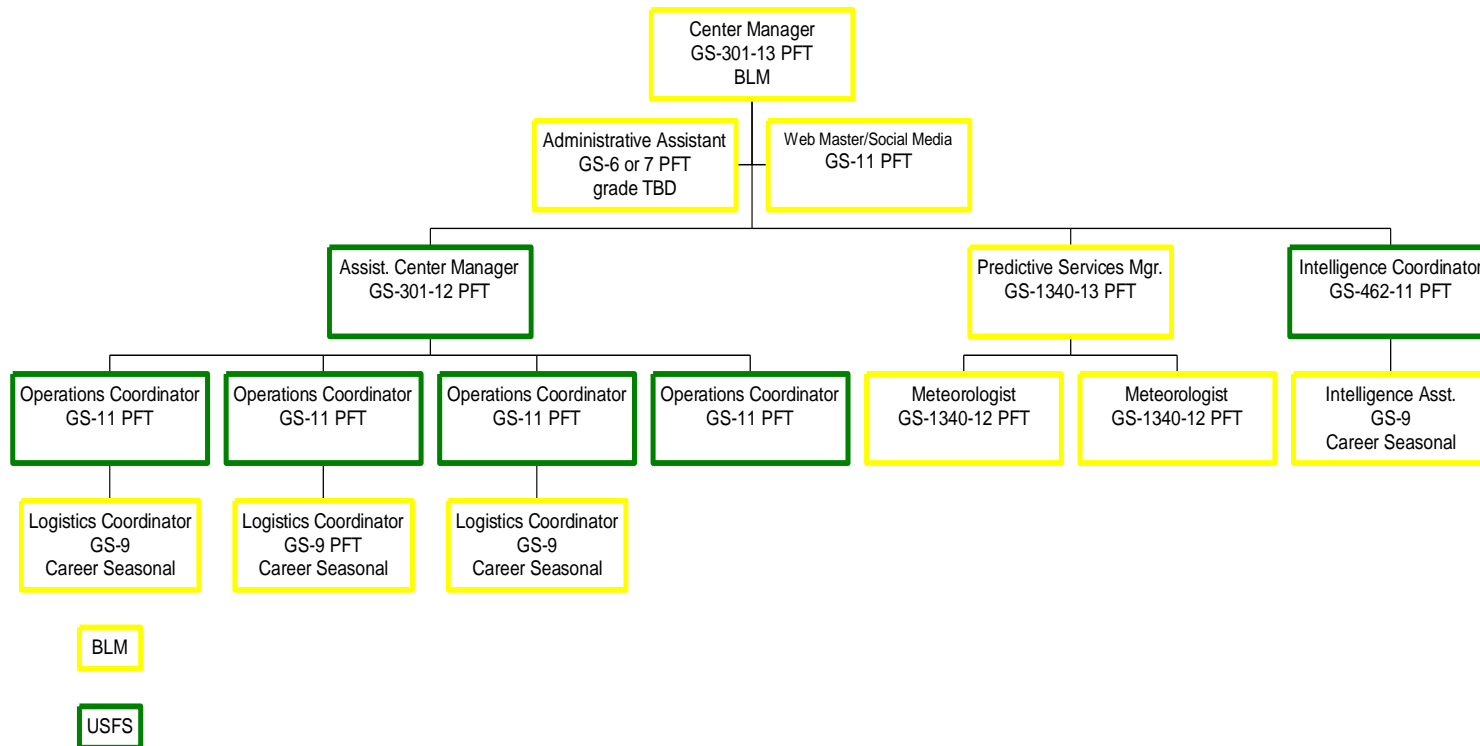 Center Manager
GS-301-13 PFT
BLM
Administrative Assistant
GS-6 or 7 PFT
grade TBD
Web Master/Social Media
GS-11 PFT
Assist. Center Manager
GS-301-12 PFT
Predictive Services Mgr.
GS-1340-13 PFT
Intelligence Coordinator
GS-462-11 PFT
Operations Coordinator
GS-11 PFT
Operations Coordinator
GS-11 PFT
Operations Coordinator
GS-11 PFT
Operations Coordinator
GS-11 PFT
Meteorologist
GS-1340-12 PFT
Meteorologist
GS-1340-12 PFT
Intelligence Asst.
GS-9
Career Seasonal
Logistics Coordinator
GS-9
Career Seasonal
Logistics Coordinator
GS-9 PFT
Career Seasonal
Logistics Coordinator
GS-9
Career Seasonal
BLM
USFS